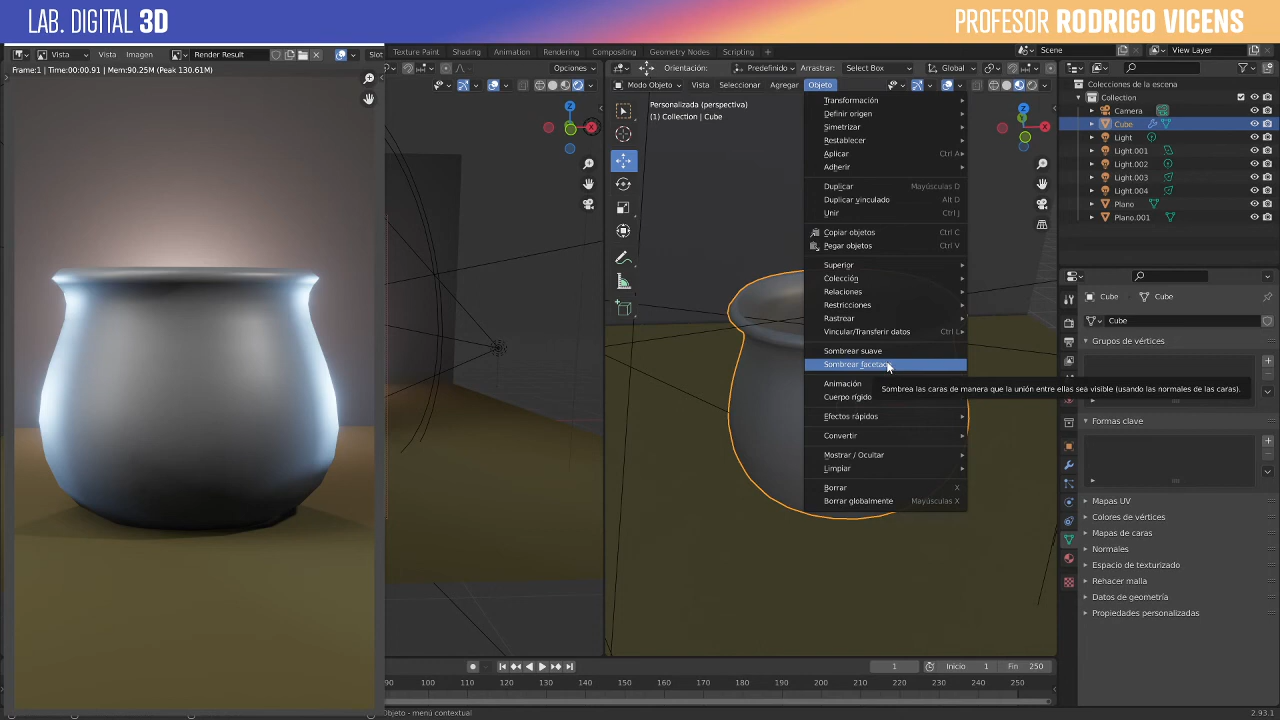 LAB. DIGITAL 3D
PROFESOR RODRIGO VICENS
Vista
Vista
Imagen
Render Result
Slot
Frame:1 | Time:00:00.91 | Mem:90.25M (Peak 130.61M)
Texture Paint
Shading
Animation
Rendering
Compositing
Geometry Nodes
Scripting
+
Scene
View Layer
Opciones
Orientación:
Predefinido
Arrastrar:
Select Box
Global
Modo Objeto
Vista
Seleccionar
Agregar
Objeto
Personalizada (perspectiva)
(1) Collection | Cube
Transformación
Definir origen
Simetrizar
Restablecer
Aplicar Ctrl A
Adherir
Duplicar Mayúsculas D
Duplicar vinculado Alt D
Unir Ctrl J
Copiar objetos Ctrl C
Pegar objetos Ctrl V
Superior
Colección
Relaciones
Restricciones
Rastrear
Vincular/Transferir datos Ctrl L
Sombrear suave
Sombrear facetado
Sombrea las caras de manera que la unión entre ellas sea visible (usando las normales de las caras).
Animación
Cuerpo rígido
Efectos rápidos
Convertir
Mostrar / Ocultar
Limpiar
Borrar X
Borrar globalmente Mayúsculas X
Colecciones de la escena
Collection
Camera
Cube
Light
Light.001
Light.002
Light.003
Light.004
Plano
Plano.001
Cube
Cube
Cube
Grupos de vértices
Formas clave
Mapas UV
Colores de vértices
Mapas de caras
Normales
Espacio de texturizado
Rehacer malla
Datos de geometría
Propiedades personalizadas
1
Inicio 1
Fin 250
90 100 110 120 130 140 150 160 170 180 190 200 210 220 230 240 250
Objeto - menú contextual
2.93.1